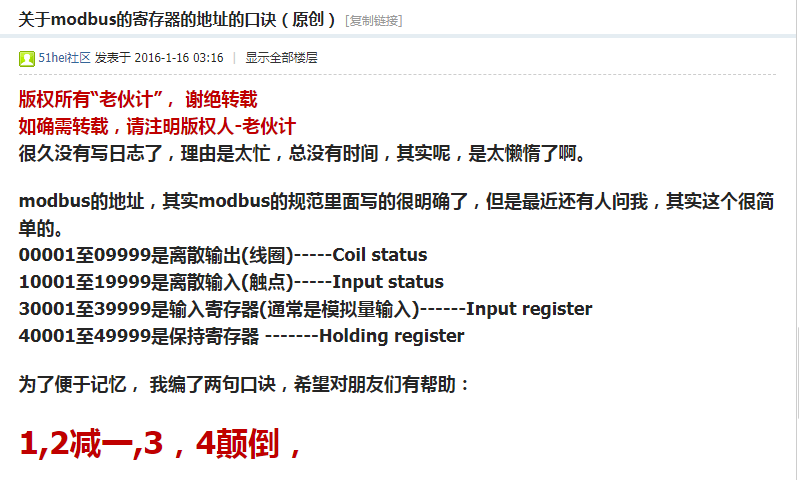 关于modbus的寄存器的地址的口诀（原创） [复制链接]
51hei社区 发表于 2016-1-16 03:16 | 显示全部楼层
版权所有“老伙计”， 谢绝转载
如确需转载，请注明版权人-老伙计
很久没有写日志了，理由是太忙，总没有时间，其实呢，是太懒惰了啊。
modbus的地址，其实modbus的规范里面写的很明确了，但是最近还有人问我，其实这个很简
单的。
00001至09999是离散输出(线圈)-----Coil status
10001至19999是离散输入(触点)-----Input status
30001至39999是输入寄存器(通常是模拟量输入)------Input register
40001至49999是保持寄存器 -------Holding register
为了便于记忆， 我编了两句口诀，希望对朋友们有帮助：
1,2减一,3，4颠倒，